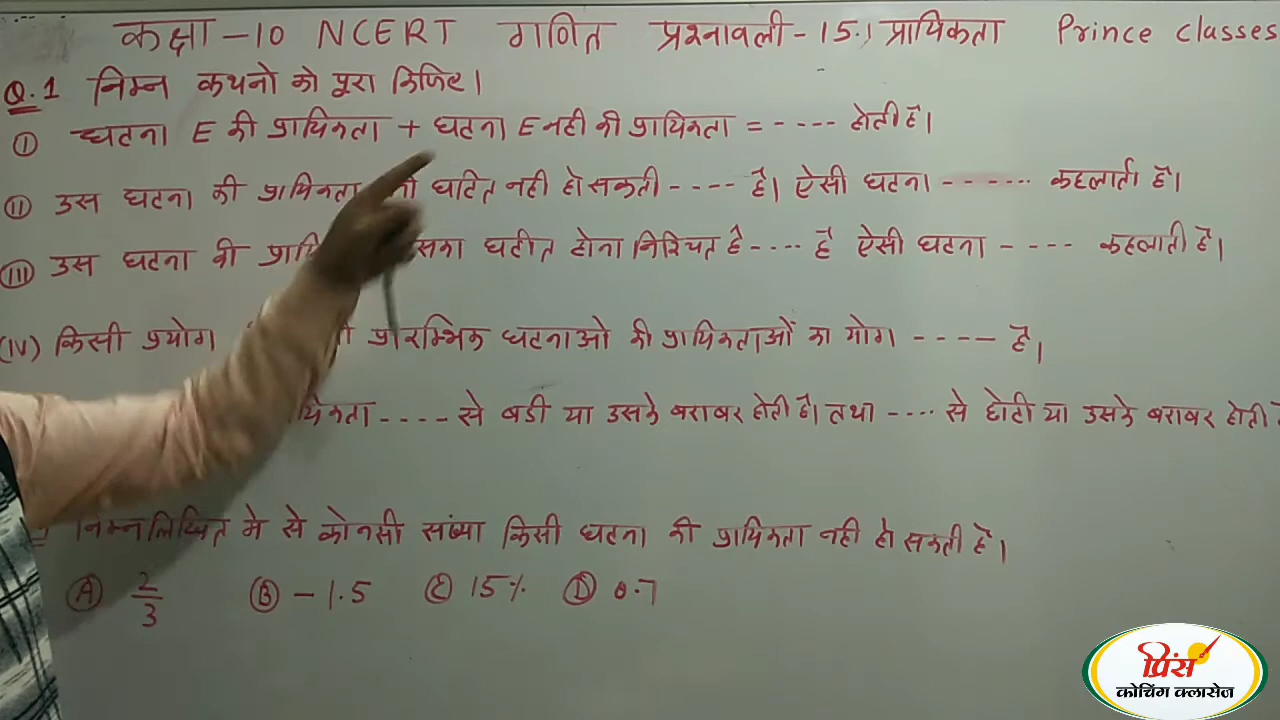 कक्षा -10 NCERT गणित प्रश्नावली-15.1 प्रायिकता Prince classes
Q.1 निम्न कथनो को पूरा किजिए।
(I) घटना E की प्रायिकता + घटना E नही की प्रायिकता = ---- होती है।
(II) उस घटना की प्रायिकता घटित नही हो सकती ---- है। ऐसी घटना ------ कहलाती है।
(III) उस घटना की घटीत होना निश्चित है ---- है ऐसी घटना ---- कहलाती है।
(IV) किसी प्रयोग प्रारम्भिक घटनाओ की प्रायिकताओं का योग ---- है।
---- से बडी या उसके बराबर होती है। तथा ---- से छोटी या उसके बराबर होती
निम्नलिखित मे से कोनसी संख्या किसी घटना की प्रायिकता नही हो सकती है।
(A) 2/3 (B) -1.5 (C) 15% (D) 0.7
प्रिंस
कोचिंग क्लासेज